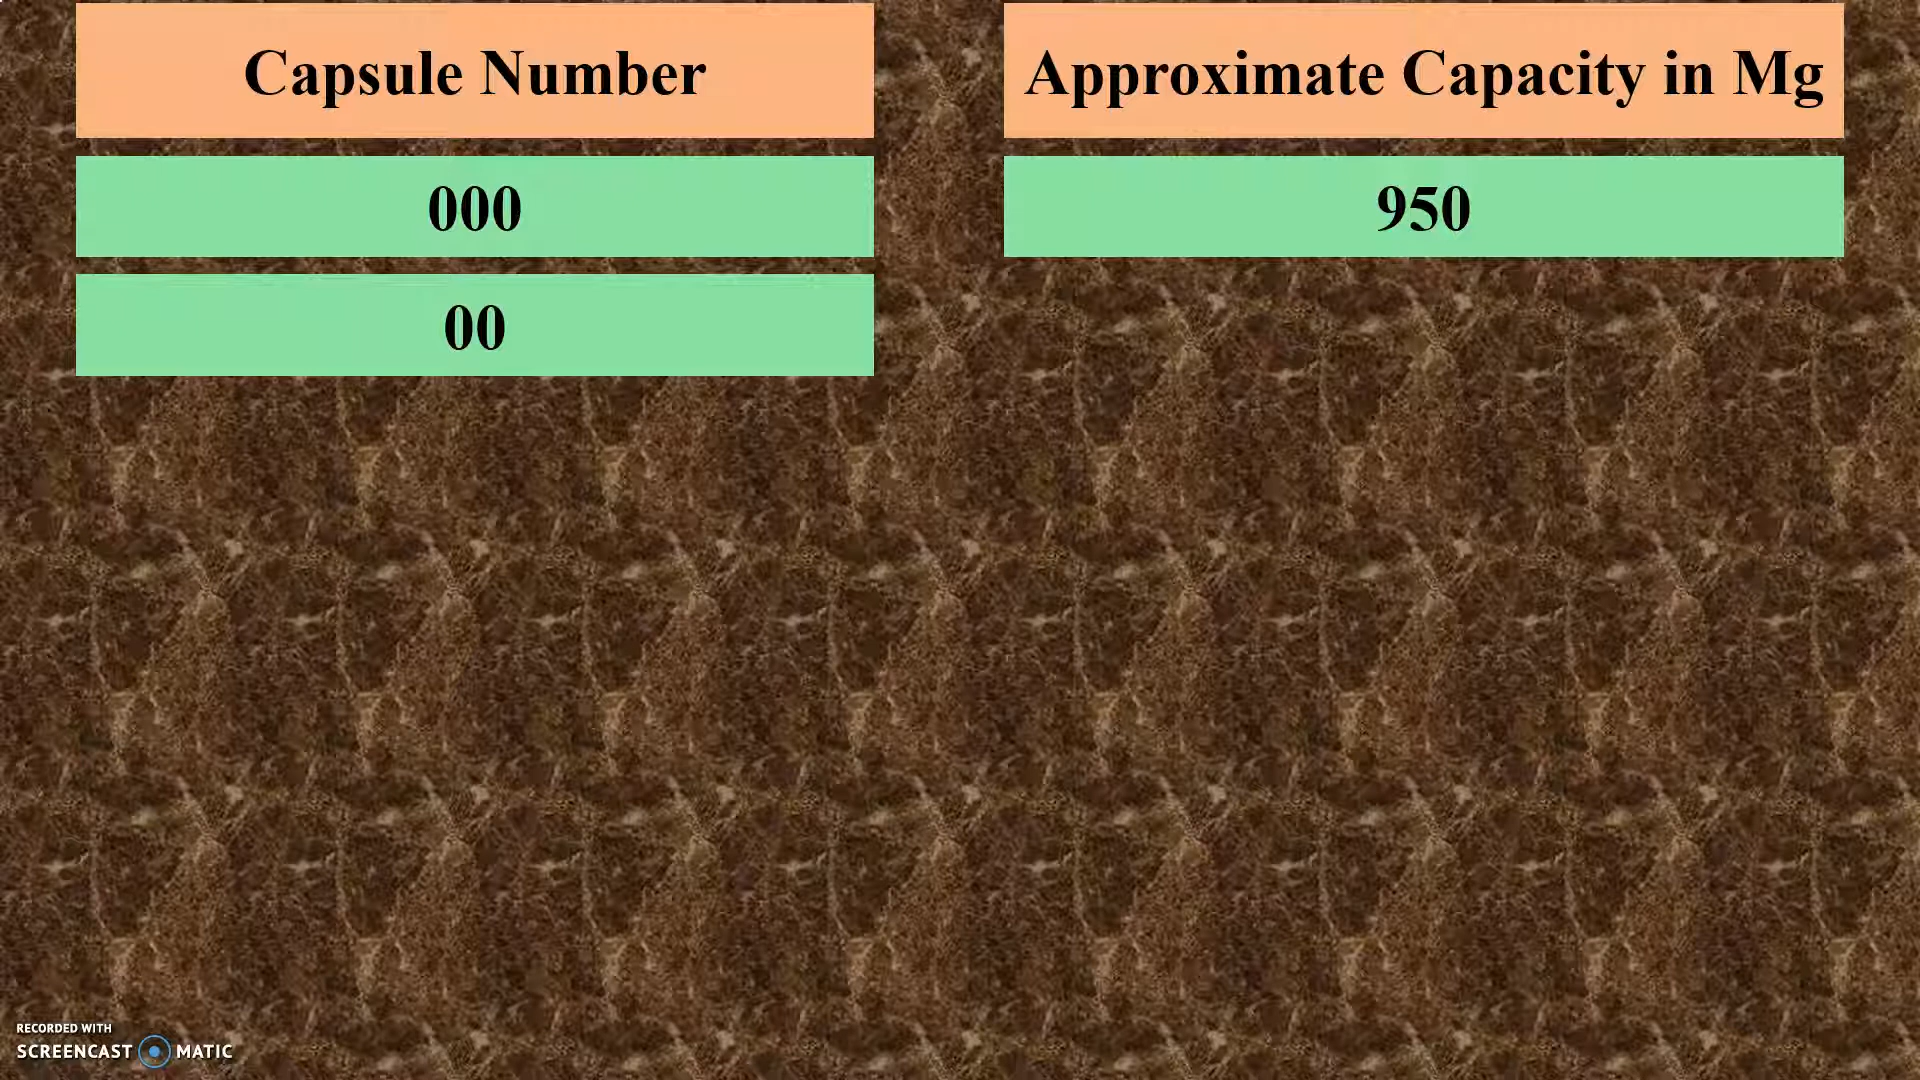 Capsule Number
Approximate Capacity in Mg
000
950
00
RECORDED WITH
SCREENCAST MATIC